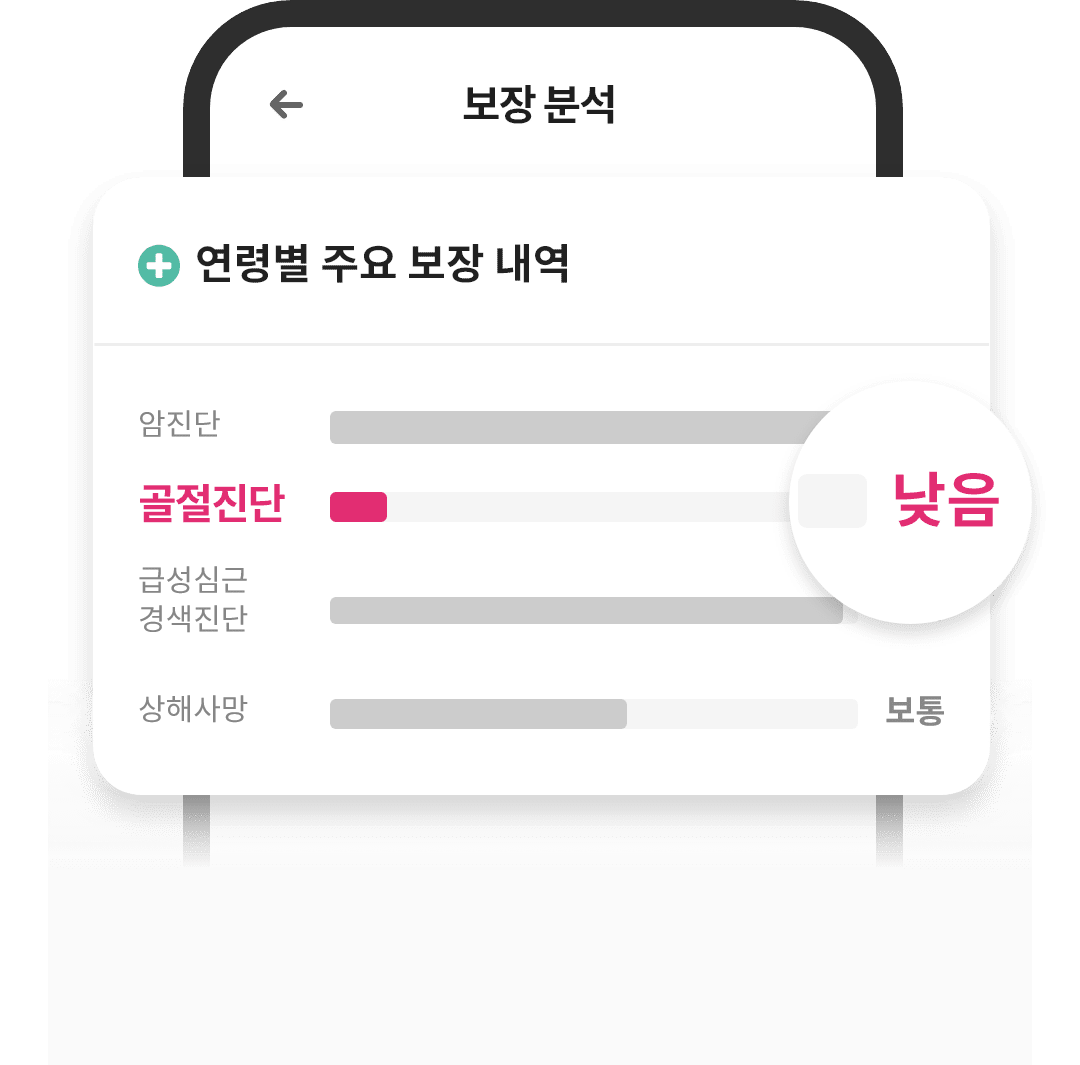 보장 분석
연령별 주요 보장 내역
암진단
골절진단
낮음
급성심근
경색진단
상해사망
보통